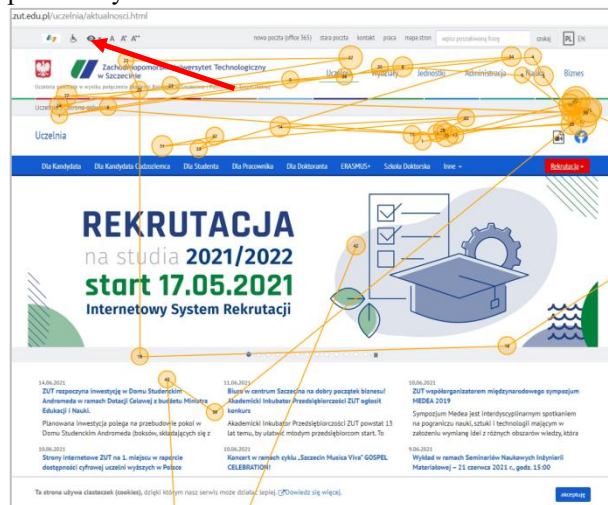 zut.edu.pl/uczelnia/aktualnosci.html
A A⁺ A⁺⁺ nowa poczta (office 365) stara poczta kontakt praca mapa stron wpisz poszukiwaną frazę szukaj PL EN
Zachodniopomorski Uniwersytet Technologiczny
w Szczecinie
Uczelnia Wydziały Jednostki Administracja Nauka Biznes
Uczelnia
Dla Kandydata Dla Kandydata Cudzoziemca Dla Studenta Dla Pracownika Dla Doktoranta ERASMUS+ Szkoła Doktorska Inne Rekrutacja
REKRUTACJA
na studia 2021/2022
start 17.05.2021
Internetowy System Rekrutacji
14.06.2021
ZUT rozpoczyna inwestycję w Domu Studenckim
Andromeda w ramach Dotacji Celowej z budżetu Ministra
Edukacji i Nauki.
Planowana inwestycja polega na przebudowie pokoi w
Domu Studenckim Andromeda (boksów, składających się z
10.06.2021
Strony internetowe ZUT na 1. miejscu w raporcie
dostępności cyfrowej uczelni wyższych w Polsce
11.06.2021
Biuro w centrum Szczecina na dobry początek biznesu!
Akademicki Inkubator Przedsiębiorczości ZUT ogłosił
konkurs
Akademicki Inkubator Przedsiębiorczości ZUT powstał 13
lat temu, by ułatwić młodym przedsiębiorcom start. To
10.06.2021
Koncert w ramach cyklu „Szczecin Musica Viva" GOSPEL
CELEBRATION!
10.06.2021
ZUT współorganizatorem międzynarodowego sympozjum
MEDEA 2019
Sympozjum Medea jest interdyscyplinarnym spotkaniem
na pograniczu nauki, sztuki i technologii mającym w
założeniu wymianę idei z różnych obszarów wiedzy, która
9.06.2021
Wykład w ramach Seminariów Naukowych Inżynierii
Materiałowej – 21 czerwca 2021 r., godz. 15:00
Ta strona używa ciasteczek (cookies), dzięki którym nasz serwis może działać lepiej. Dowiedz się więcej.
akceptuję